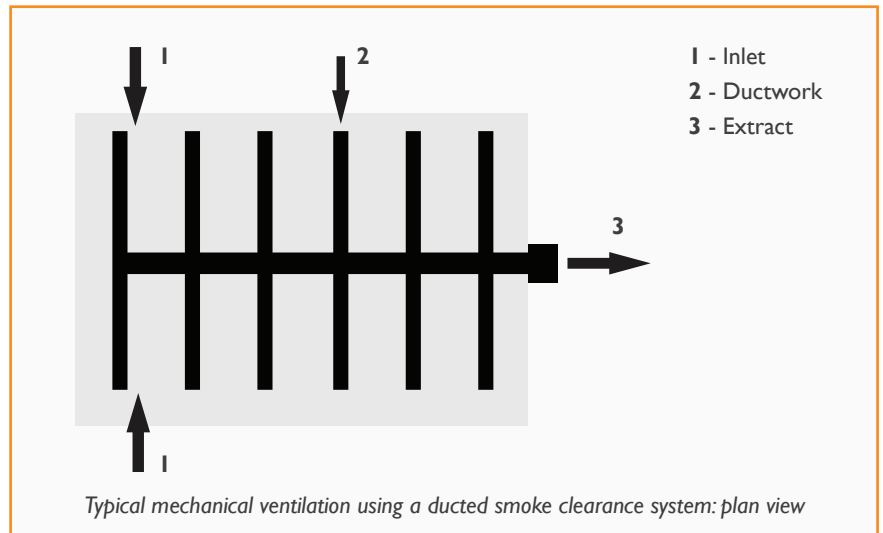 1
2
1 - Inlet
2 - Ductwork
3 - Extract
3
1
Typical mechanical ventilation using a ducted smoke clearance system: plan view